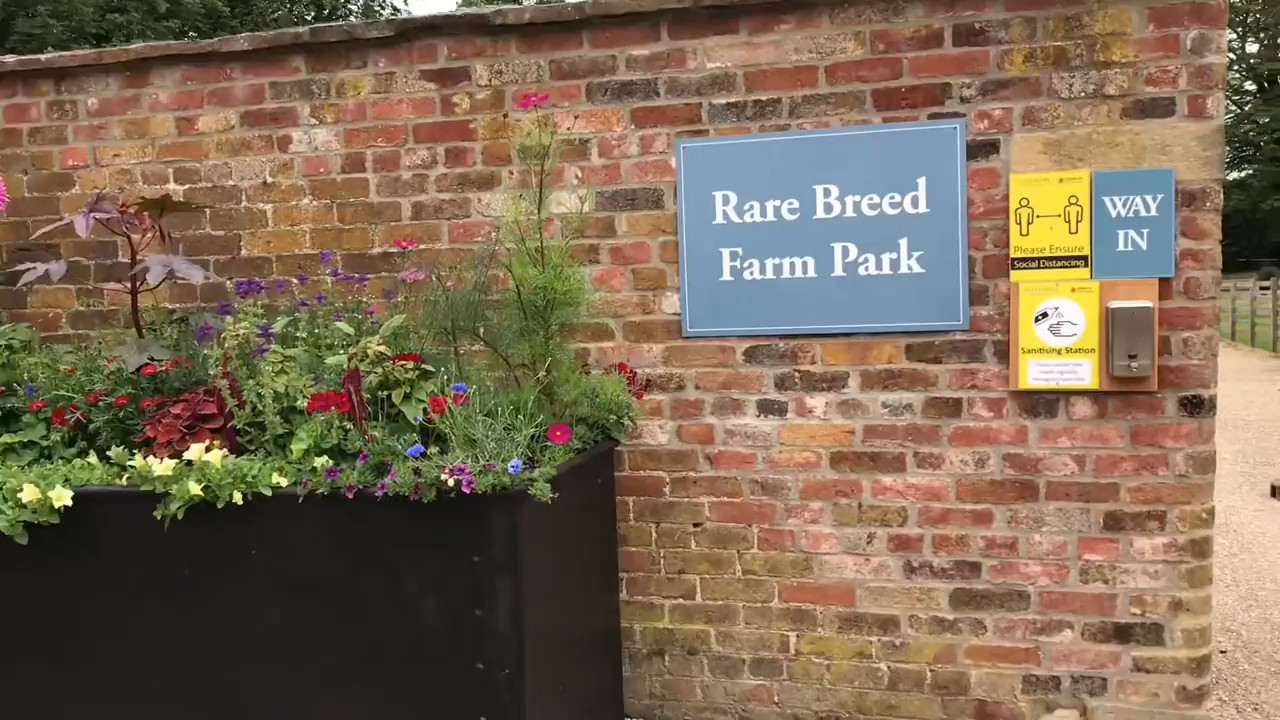 Rare Breed
Farm Park
Please Ensure
Social Distancing
WAY
IN
Sanitising Station